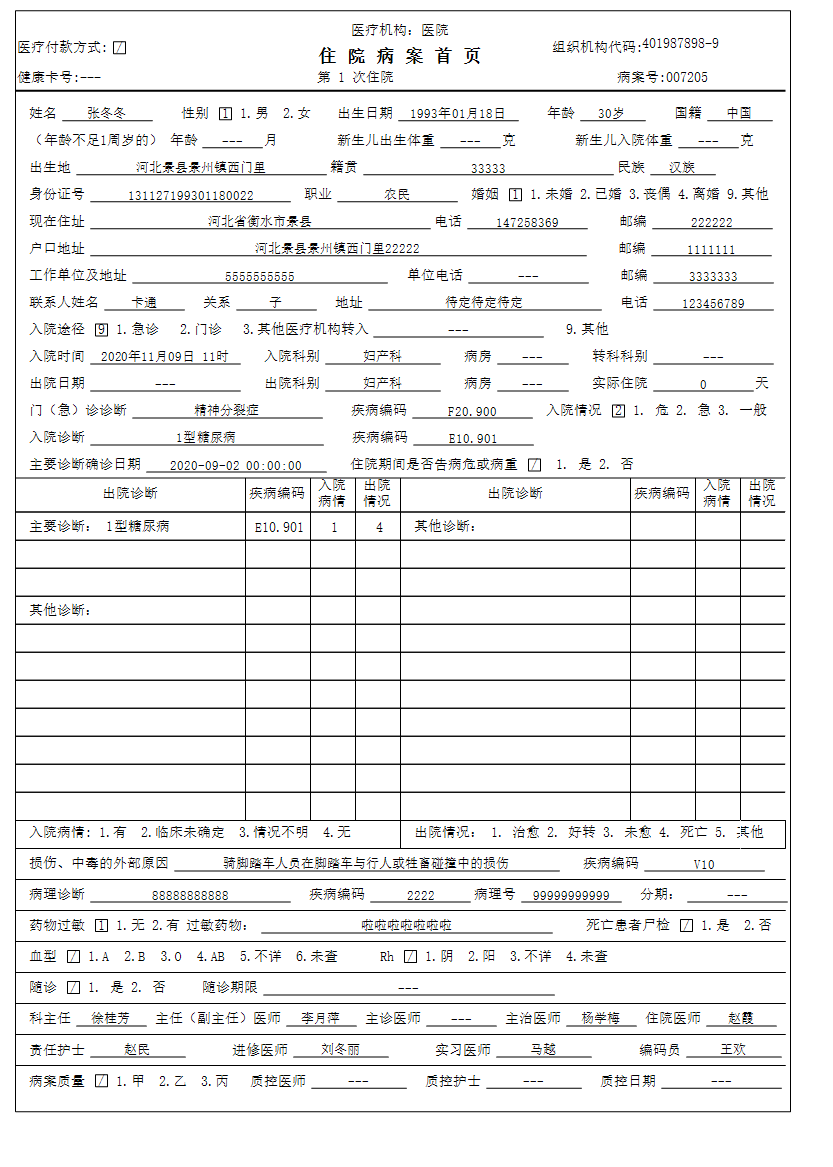 医疗机构：医院
医疗付款方式: / 住院病案首页 组织机构代码:401987898-9
健康卡号:--- 第 1 次住院 病案号:007205
姓名 张冬冬 性别 1 1.男 2.女 出生日期 1993年01月18日 年龄 30岁 国籍 中国
（年龄不足1周岁的） 年龄 --- 月 新生儿出生体重 --- 克 新生儿入院体重 --- 克
出生地 河北景县景州镇西门里 籍贯 33333 民族 汉族
身份证号 131127199301180022 职业 农民 婚姻 1 1.未婚 2.已婚 3.丧偶 4.离婚 9.其他
现在住址 河北省衡水市景县 电话 147258369 邮编 222222
户口地址 河北景县景州镇西门里22222 邮编 1111111
工作单位及地址 5555555555 单位电话 --- 邮编 3333333
联系人姓名 卡通 关系 子 地址 待定待定待定 电话 123456789
入院途径 9 1.急诊 2.门诊 3.其他医疗机构转入 --- 9.其他
入院时间 2020年11月09日 11时 入院科别 妇产科 病房 --- 转科科别 ---
出院日期 --- 出院科别 妇产科 病房 --- 实际住院 0 天
门（急）诊诊断 精神分裂症 疾病编码 F20.900 入院情况 2 1. 危 2. 急 3. 一般
入院诊断 1型糖尿病 疾病编码 E10.901
主要诊断确诊日期 2020-09-02 00:00:00 住院期间是否告病危或病重 / 1. 是 2. 否
出院诊断 疾病编码 入院病情 出院情况 出院诊断 疾病编码 入院病情 出院情况
主要诊断： 1型糖尿病 E10.901 1 4 其他诊断：
其他诊断：
入院病情: 1.有 2.临床未确定 3.情况不明 4.无 出院情况： 1. 治愈 2. 好转 3. 未愈 4. 死亡 5. 其他
损伤、中毒的外部原因 骑脚踏车人员在脚踏车与行人或牲畜碰撞中的损伤 疾病编码 V10
病理诊断 88888888888 疾病编码 2222 病理号 99999999999 分期： ---
药物过敏 1 1.无 2.有 过敏药物： 啦啦啦啦啦啦啦 死亡患者尸检 / 1.是 2.否
血型 / 1.A 2.B 3.O 4.AB 5.不详 6.未查 Rh / 1.阴 2.阳 3.不详 4.未查
随诊 / 1. 是 2. 否 随诊期限 ---
科主任 徐桂芳 主任（副主任）医师 李月萍 主诊医师 --- 主治医师 杨学梅 住院医师 赵霞
责任护士 赵民 进修医师 刘冬丽 实习医师 马越 编码员 王欢
病案质量 / 1.甲 2.乙 3.丙 质控医师 --- 质控护士 --- 质控日期 ---